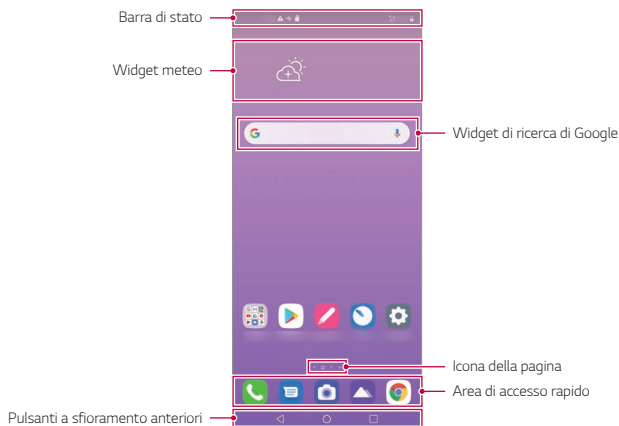 Barra di stato
Widget meteo
Widget di ricerca di Google
Icona della pagina
Area di accesso rapido
Pulsanti a sfioramento anteriori